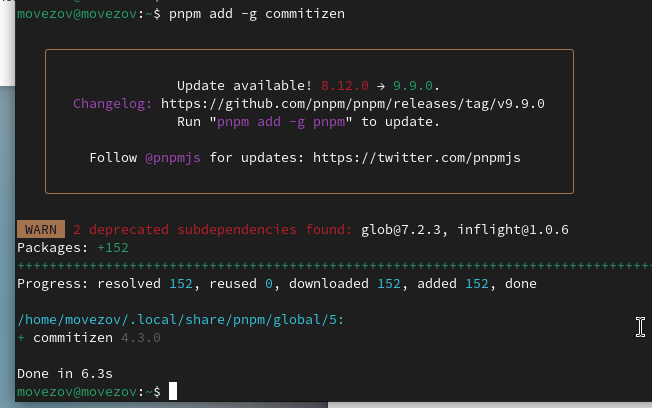 movezov@movezov:~$ pnpm add -g commitizen
Update available! 8.12.0 → 9.9.0.
Changelog: https://github.com/pnpm/pnpm/releases/tag/v9.9.0
Run "pnpm add -g pnpm" to update.
Follow @pnpmjs for updates: https://twitter.com/pnpmjs
WARN 2 deprecated subdependencies found: glob@7.2.3, inflight@1.0.6
Packages: +152
++++++++++++++++++++++++++++++++++++++++++++++++++++++++++++++++++++++++++++++++
Progress: resolved 152, reused 0, downloaded 152, added 152, done
/home/movezov/.local/share/pnpm/global/5:
+ commitizen 4.3.0
Done in 6.3s
movezov@movezov:~$